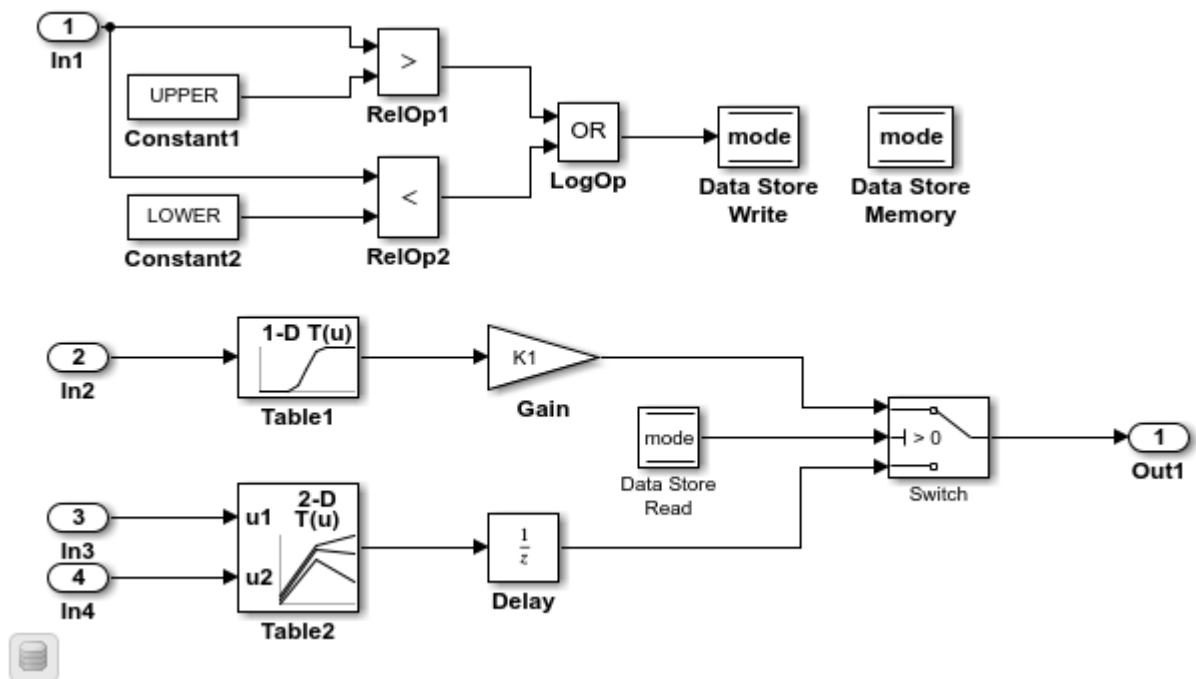 1
In1
UPPER
Constant1
>
RelOp1
LOWER
Constant2
<
RelOp2
OR
LogOp
mode
Data Store
Write
mode
Data Store
Memory
2
In2
1-D T(u)
Table1
K1
Gain
mode
Data Store
Read
> 0
Switch
1
Out1
3
In3
4
In4
u1
u2
2-D
T(u)
Table2
1
z
Delay